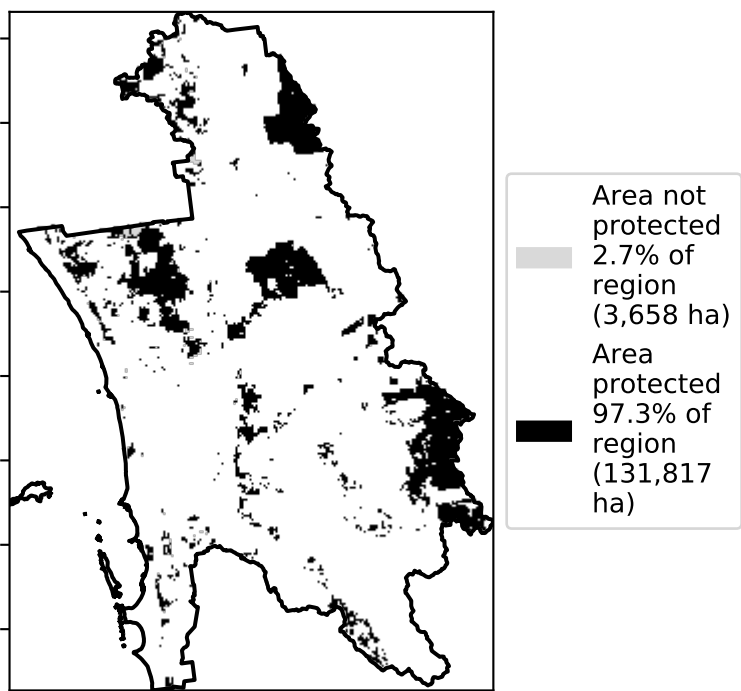 Area not
protected
2.7% of
region
(3,658 ha)
Area
protected
97.3% of
region
(131,817
ha)